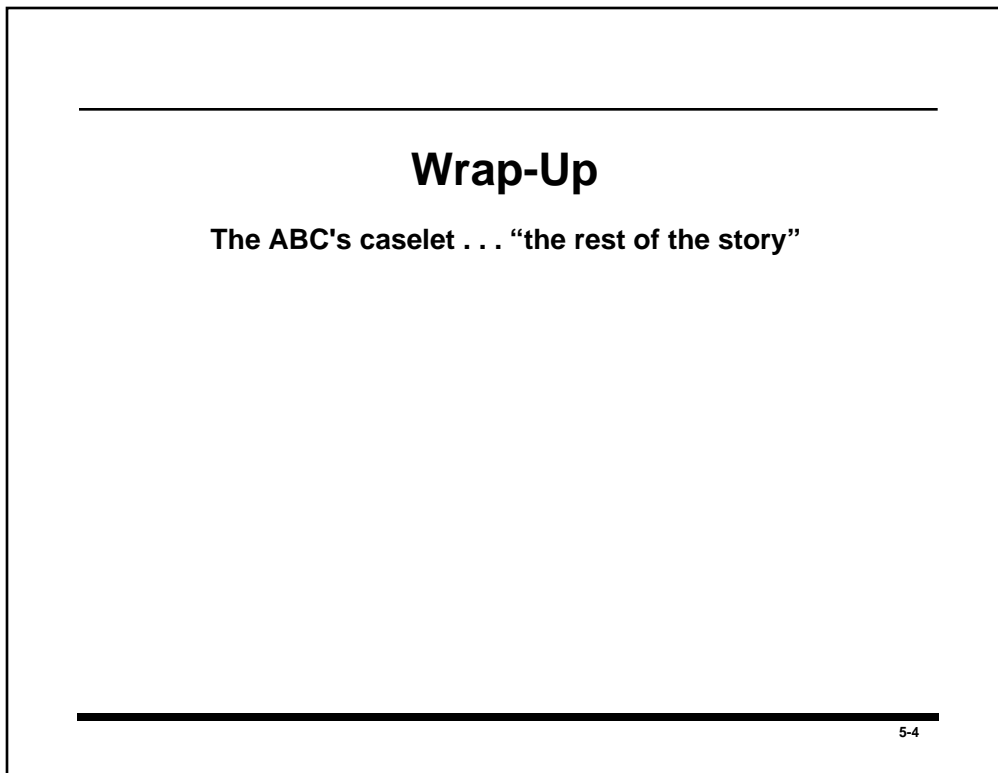 Wrap-Up
The ABC's caselet . . . “the rest of the story”
5-4